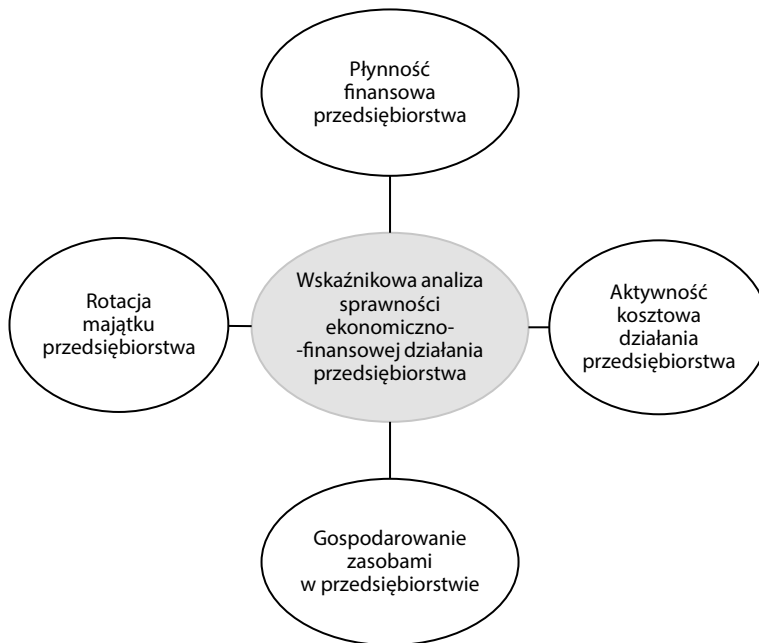 Płynność
finansowa
przedsiębiorstwa
Rotacja
majątku
przedsiębiorstwa
Wskaźnikowa analiza
sprawności
ekonomiczno-
-finansowej działania
przedsiębiorstwa
Aktywność
kosztowa
działania
przedsiębiorstwa
Gospodarowanie
zasobami
w przedsiębiorstwie